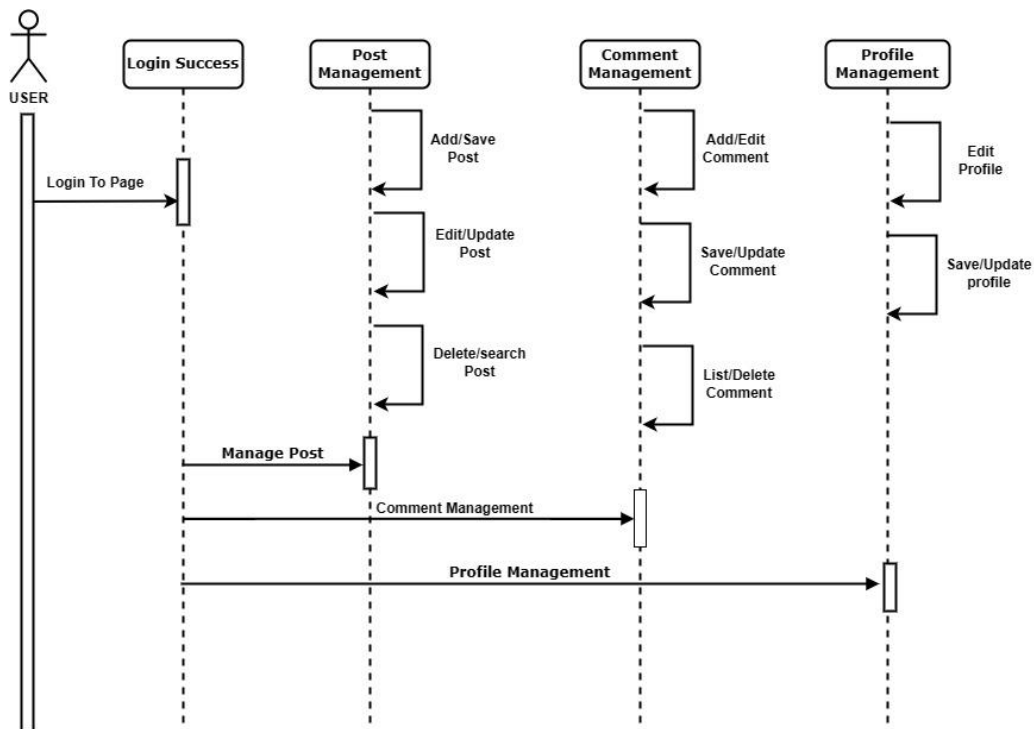 USER
Login Success
Post
Management
Comment
Management
Profile
Management
Add/Save
Post
Add/Edit
Comment
Edit
Profile
Login To Page
Edit/Update
Post
Save/Update
Comment
Save/Update
profile
Delete/search
Post
List/Delete
Comment
Manage Post
Comment Management
Profile Management